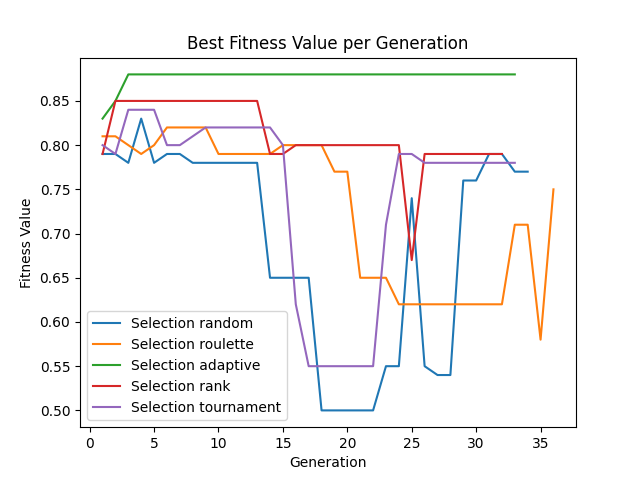 Best Fitness Value per Generation
Fitness Value
0.85
0.80
0.75
0.70
0.65
0.60
0.55
0.50
Selection random
Selection roulette
Selection adaptive
Selection rank
Selection tournament
0 5 10 15 20 25 30 35
Generation